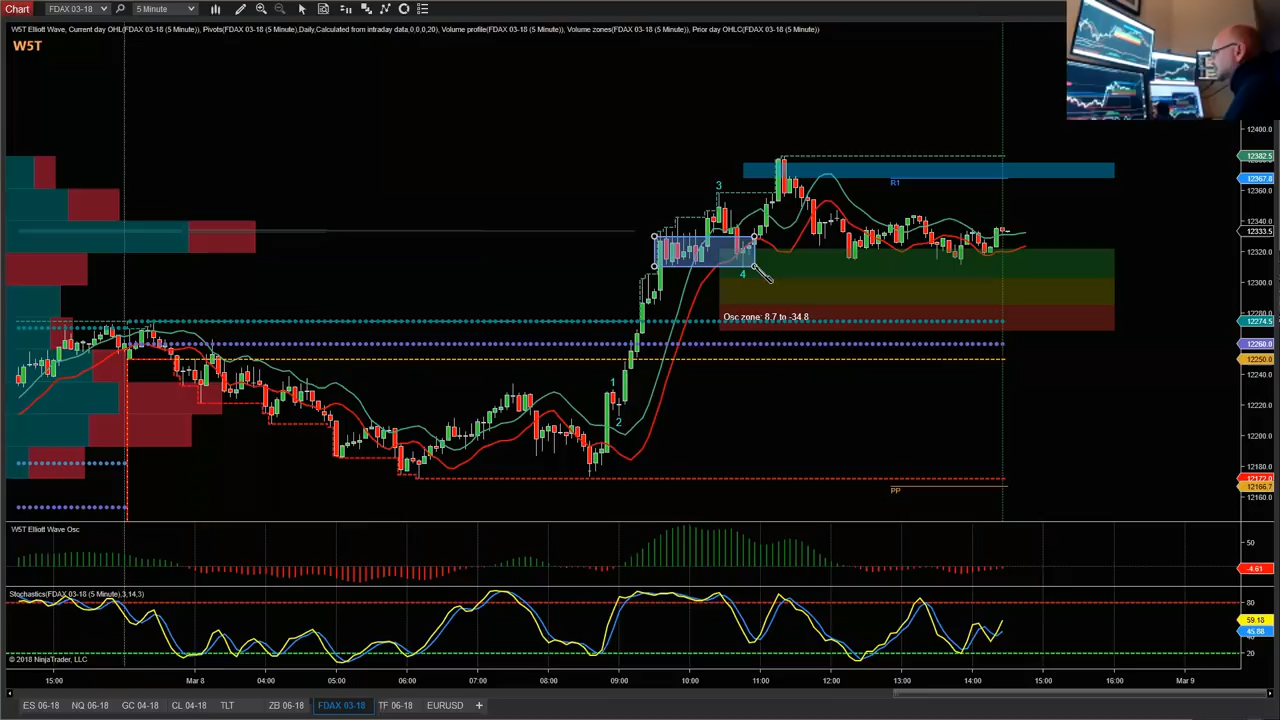 Chart FDAX 03-18 5 Minute
W5T Elliott Wave, Current day OHL(FDAX 03-18 (5 Minute)), Pivots(FDAX 03-18 (5 Minute),Daily,Calculated from intraday data,0,0,0,20), Volume profile(FDAX 03-18 (5 Minute)), Volume zones(FDAX 03-18 (5 Minute)), Prior day OHLC(FDAX 03-18 (5 Minute))
W5T
12400.0
12382.5
12367.8
R1
3
12360.0
12340.0
12333.5
12320.0
4
12300.0
Osc zone: 8.7 to -34.8
12274.5
12260.0
12250.0
12240.0
1
12220.0
2
12200.0
12180.0
12172.0
PP
12166.7
12160.0
W5T Elliott Wave Osc
50
-4.61
Stochastics(FDAX 03-18 (5 Minute),3,14,3)
80
59.18
45.88
20
© 2018 NinjaTrader, LLC
15:00 Mar 8 04:00 05:00 06:00 07:00 08:00 09:00 10:00 11:00 12:00 13:00 14:00 15:00 16:00 Mar 9
ES 06-18 NQ 06-18 GC 04-18 CL 04-18 TLT ZB 06-18 FDAX 03-18 TF 06-18 EURUSD +